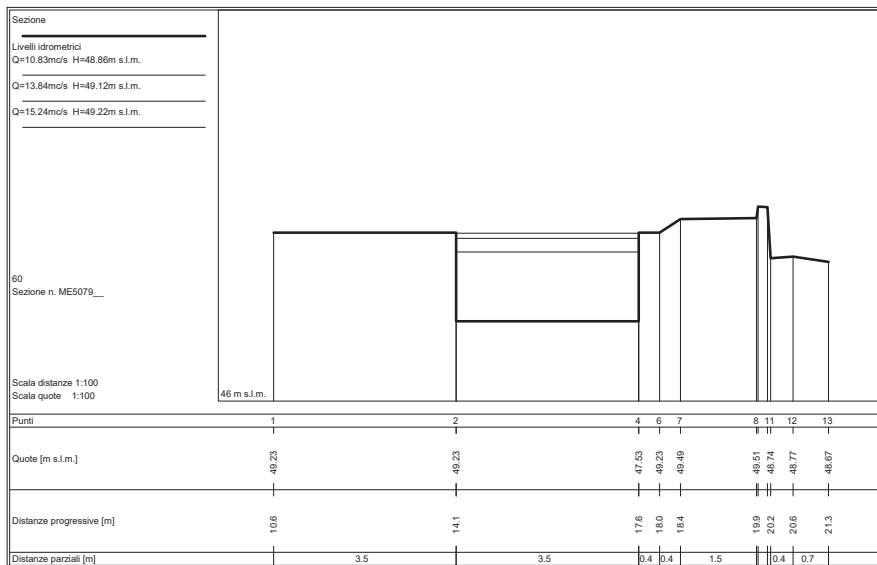 Sezione
Livelli idrometrici
Q=10.83mc/s H=48.86m s.l.m.
Q=13.84mc/s H=49.12m s.l.m.
Q=15.24mc/s H=49.22m s.l.m.
60
Sezione n. ME5079__
Scala distanze 1:100
Scala quote 1:100
46 m s.l.m.
Punti 1 2 4 6 7 8 11 12 13
Quote [m s.l.m.] 49.23 49.23 47.53 49.23 49.49 49.51 48.74 48.77 48.67
Distanze progressive [m] 10.6 14.1 17.6 18.0 18.4 19.9 20.2 20.6 21.3
Distanze parziali [m] 3.5 3.5 0.4 0.4 1.5 0.4 0.7